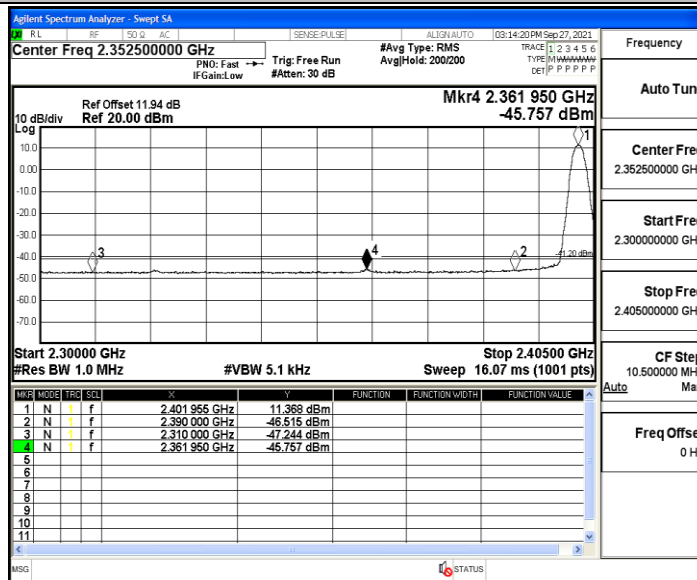 Agilent Spectrum Analyzer - Swept SA
RL RF 50 Ω AC SENSE:PULSE ALIGN AUTO 03:14:20 PM Sep 27, 2021
Center Freq 2.352500000 GHz
#Avg Type: RMS
TRACE 1 2 3 4 5 6
PNO: Fast Trig: Free Run Avg|Hold: 200/200
TYPE M WWWWW
IFGain:Low #Atten: 30 dB
DET P P P P P P
Mkr4 2.361 950 GHz
-45.757 dBm
Ref Offset 11.94 dB
10 dB/div Ref 20.00 dBm
Log
10.0
0.00
-10.0
-20.0
-30.0
-40.0
-50.0
-60.0
-70.0
1
2
3
4
-41.20 dBm
Start 2.30000 GHz Stop 2.40500 GHz
#Res BW 1.0 MHz #VBW 5.1 kHz Sweep 16.07 ms (1001 pts)
MKR MODE TRC SCL X Y FUNCTION FUNCTION WIDTH FUNCTION VALUE
1 N 1 f 2.401 955 GHz 11.368 dBm
2 N 1 f 2.390 000 GHz -46.515 dBm
3 N 1 f 2.310 000 GHz -47.244 dBm
4 N 1 f 2.361 950 GHz -45.757 dBm
5
6
7
8
9
10
11
MSG STATUS
Frequency
Auto Tun
Center Fre
2.352500000 GH
Start Fre
2.300000000 GH
Stop Fre
2.405000000 GH
CF Step
10.500000 MH
Auto Ma
Freq Offse
0 H